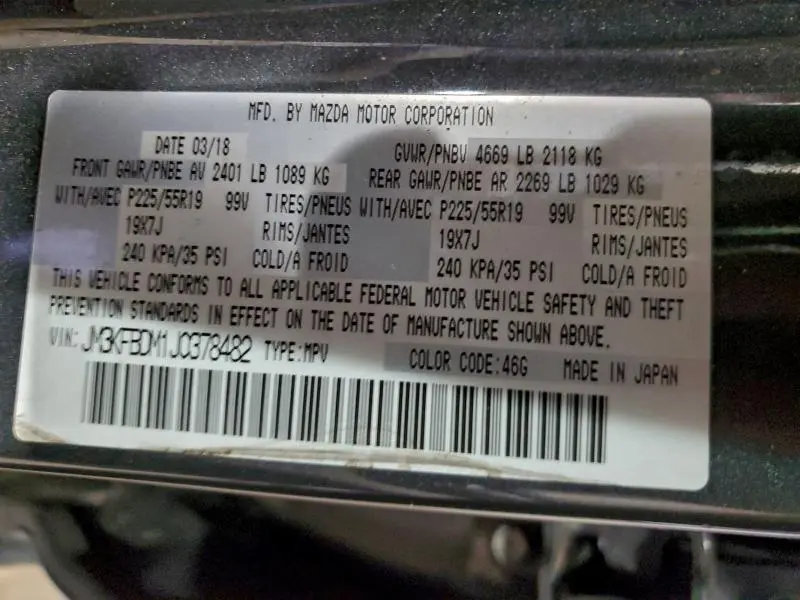 MFD. BY MAZDA MOTOR CORPORATION
DATE 03/18 GVWR/PNBV 4669 LB 2118 KG
FRONT GAWR/PNBE AV 2401 LB 1089 KG REAR GAWR/PNBE AR 2269 LB 1029 KG
WITH/AVEC P225/55R19 99V TIRES/PNEUS WITH/AVEC P225/55R19 99V TIRES/PNEUS
19X7J RIMS/JANTES 19X7J RIMS/JANTES
240 KPA/35 PSI COLD/A FROID 240 KPA/35 PSI COLD/A FROID
THIS VEHICLE CONFORMS TO ALL APPLICABLE FEDERAL MOTOR VEHICLE SAFETY AND THEFT
PREVENTION STANDARDS IN EFFECT ON THE DATE OF MANUFACTURE SHOWN ABOVE.
VIN: JM3KFBDM1J0378482 TYPE:MPV COLOR CODE:46G MADE IN JAPAN